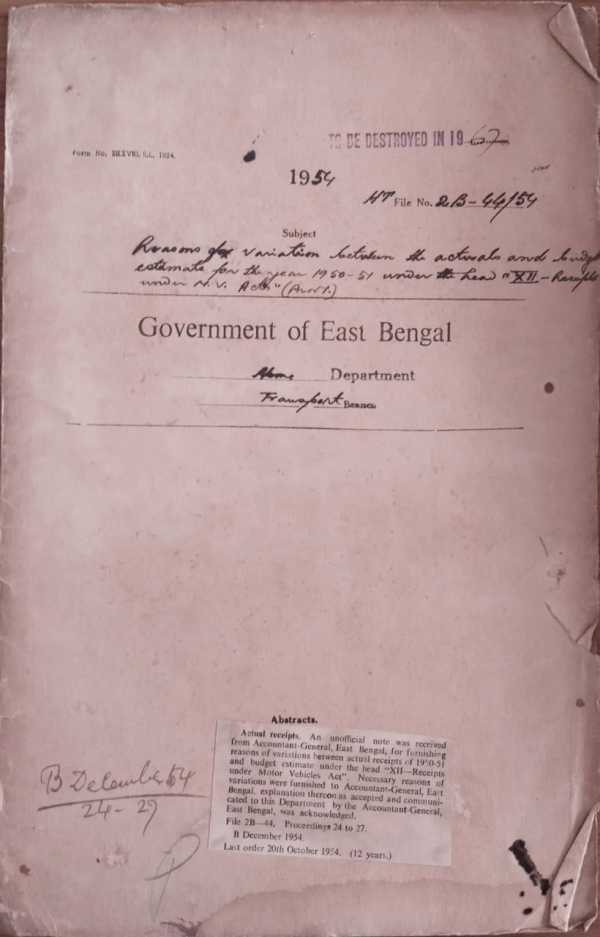 TO BE DESTROYED IN 1967
Form No. XXXVIII, S.I., 1924.
1954
HT File No. 2B-44/54
Subject
Reasons for variation between the actuals and budget
estimate for the year 1950-51 under the head "XII-Receipts
under M.V. Acts"
Government of East Bengal
Home Department
Transport Branch
Abstracts.
Actual receipts. An unofficial note was received
from Accountant-General, East Bengal, for furnishing
reasons of variations between actual receipts of 1950-51
and budget estimate under the head "XII—Receipts
under Motor Vehicles Act". Necessary reasons of
variations were furnished to Accountant-General, East
Bengal, explanation thereon as accepted and communi-
cated to this Department by the Accountant-General,
East Bengal, was acknowledged.
File 2B—44. Proceedings 24 to 27.
B December 1954.
Last order 20th October 1954. (12 years.)
B December 54
24-27